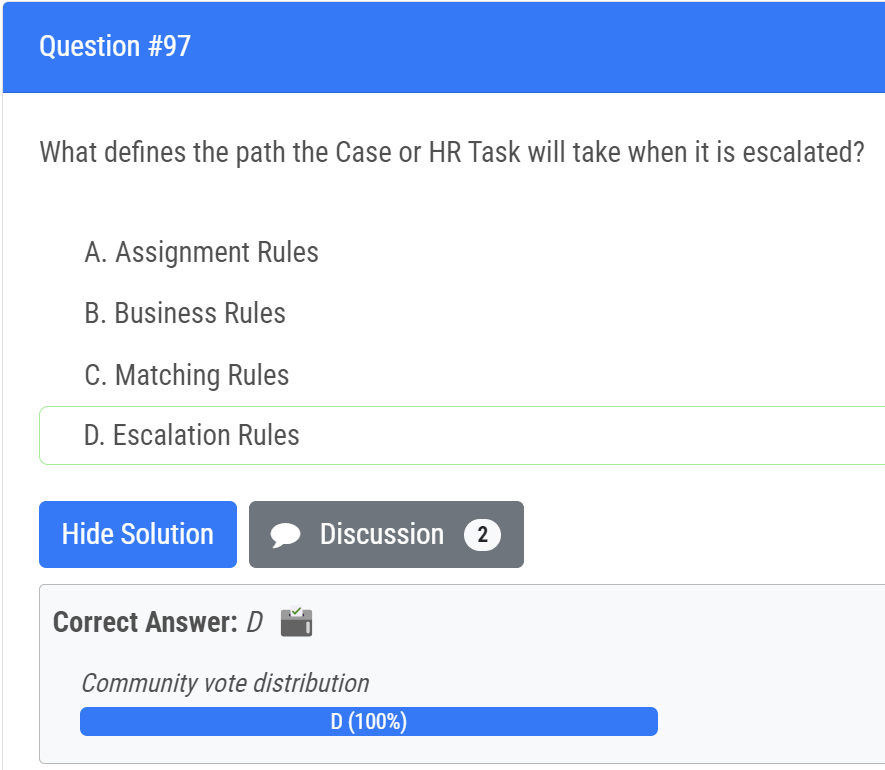 Question #97
What defines the path the Case or HR Task will take when it is escalated?
A. Assignment Rules
B. Business Rules
C. Matching Rules
D. Escalation Rules
Hide Solution Discussion 2
Correct Answer: D
Community vote distribution
D (100%)